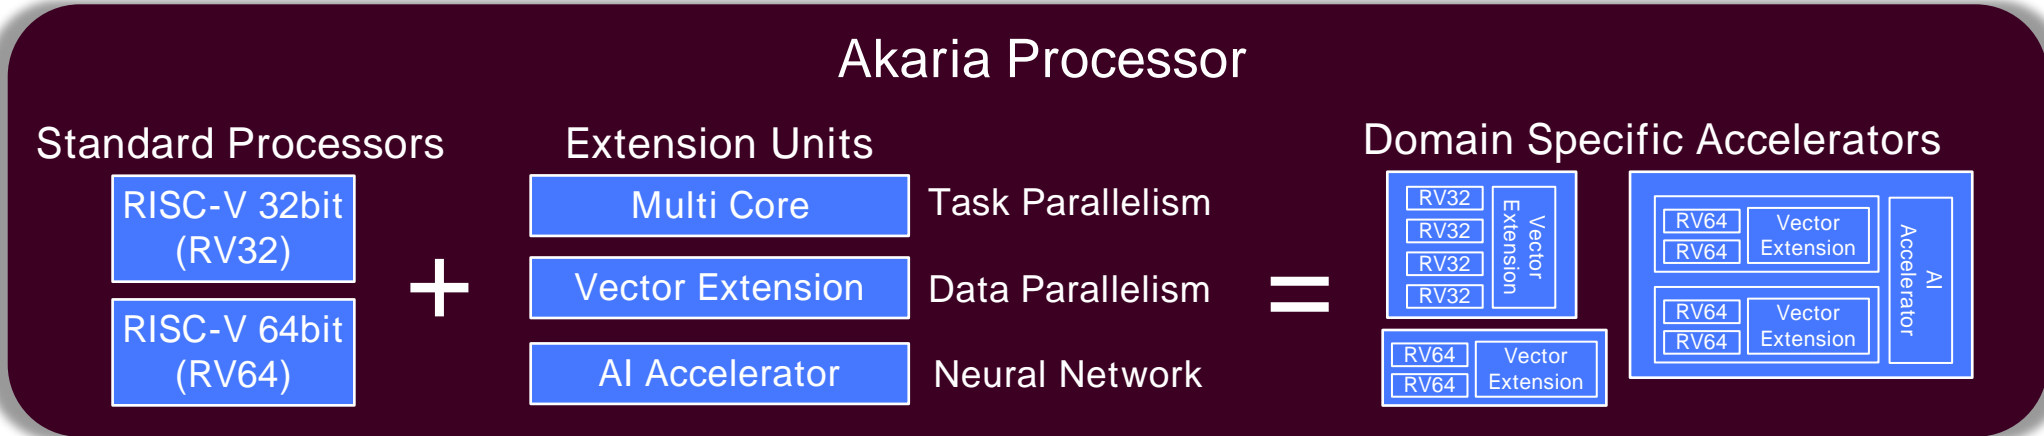 Akaria Processor
Standard Processors
RISC-V 32bit
(RV32)
RISC-V 64bit
(RV64)
+
Extension Units
Multi Core
Task Parallelism
Vector Extension
Data Parallelism
AI Accelerator
Neural Network
=
Domain Specific Accelerators
RV32
RV32
RV32
RV32
Vector
Extension
RV64
RV64
Vector
Extension
RV64
RV64
Vector
Extension
RV64
RV64
Vector
Extension
AI
Accelerator